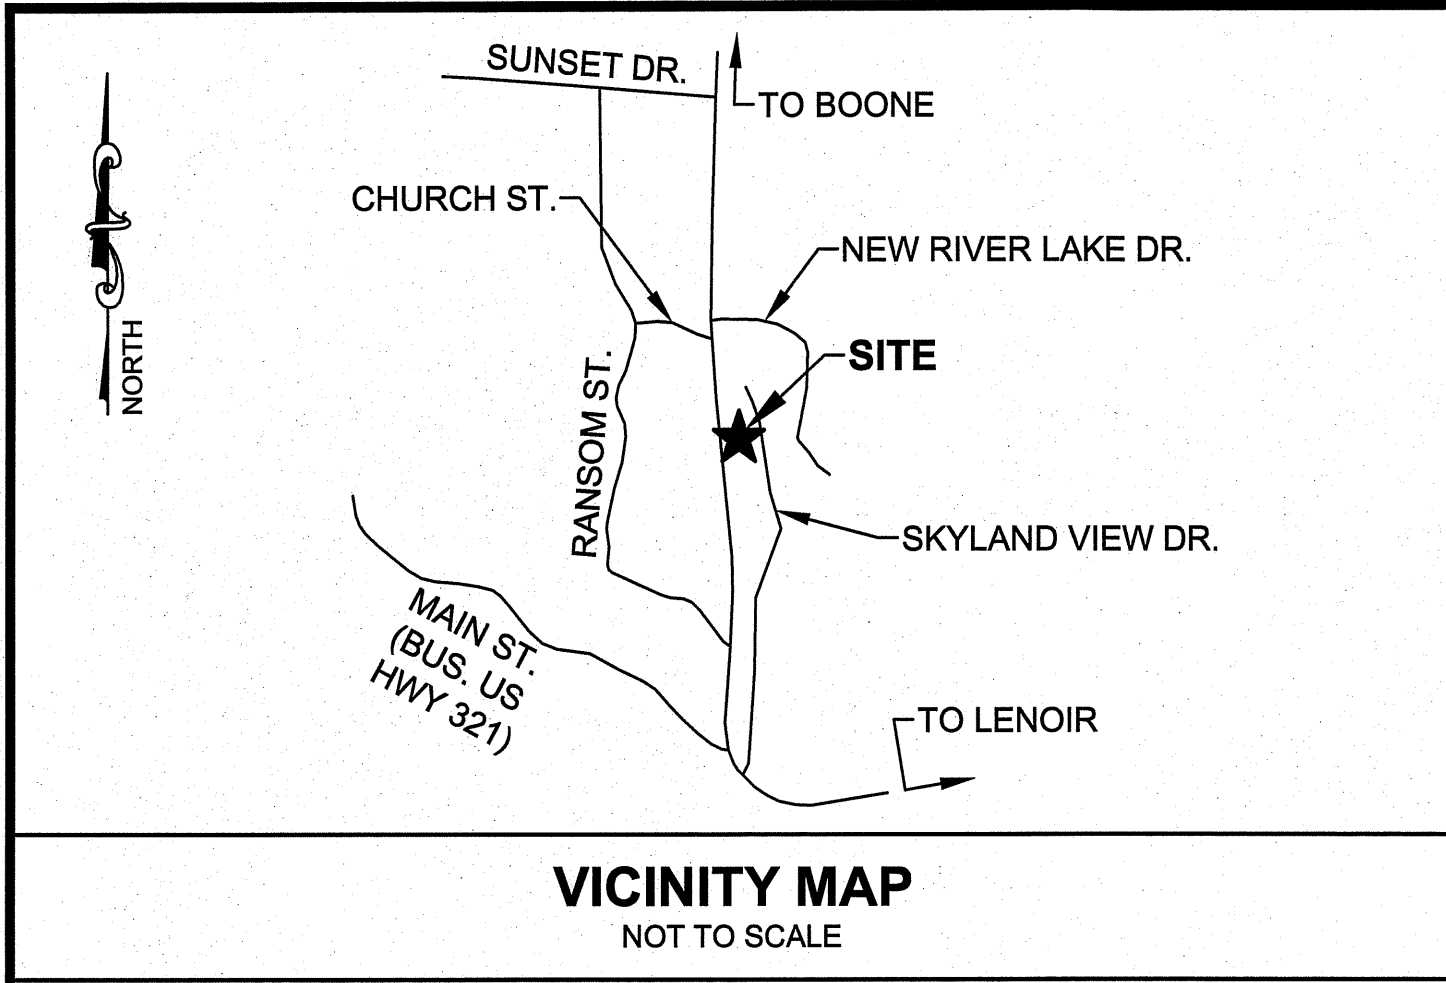 SUNSET DR.
TO BOONE
CHURCH ST.
NEW RIVER LAKE DR.
NORTH
SITE
RANSOM ST.
SKYLAND VIEW DR.
MAIN ST.
(BUS. US
HWY 321)
TO LENOIR
VICINITY MAP
NOT TO SCALE